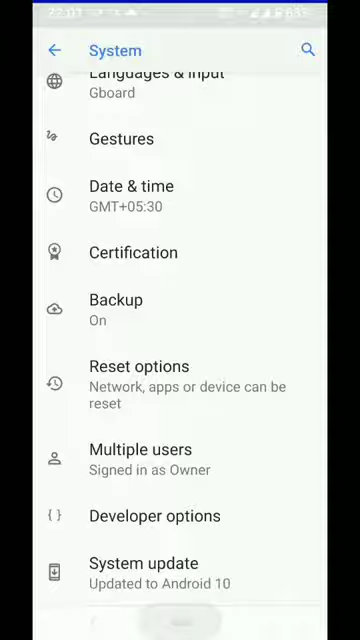 22:01
63%
System
Languages & input
Gboard
Gestures
Date & time
GMT+05:30
Certification
Backup
On
Reset options
Network, apps or device can be
reset
Multiple users
Signed in as Owner
{ } Developer options
System update
Updated to Android 10